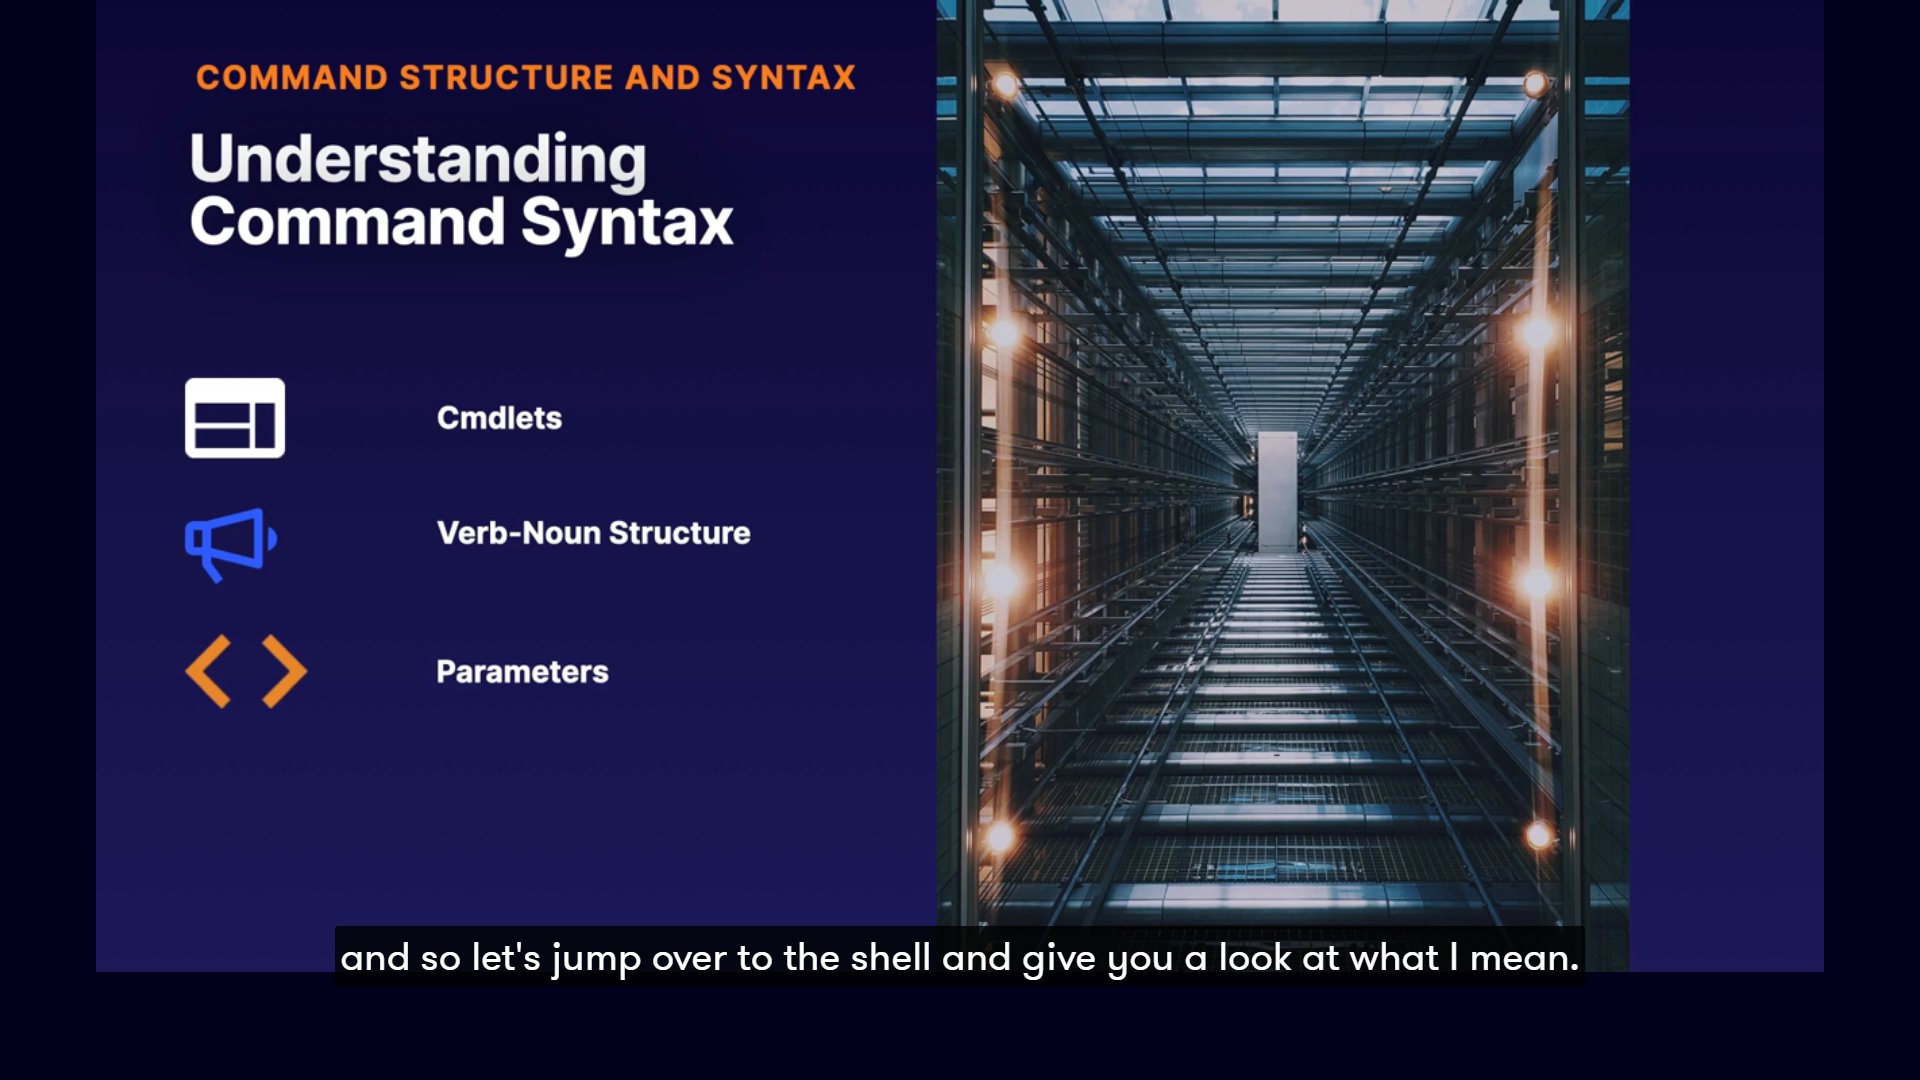 COMMAND STRUCTURE AND SYNTAX
Understanding
Command Syntax
Cmdlets
Verb-Noun Structure
Parameters
and so let's jump over to the shell and give you a look at what I mean.